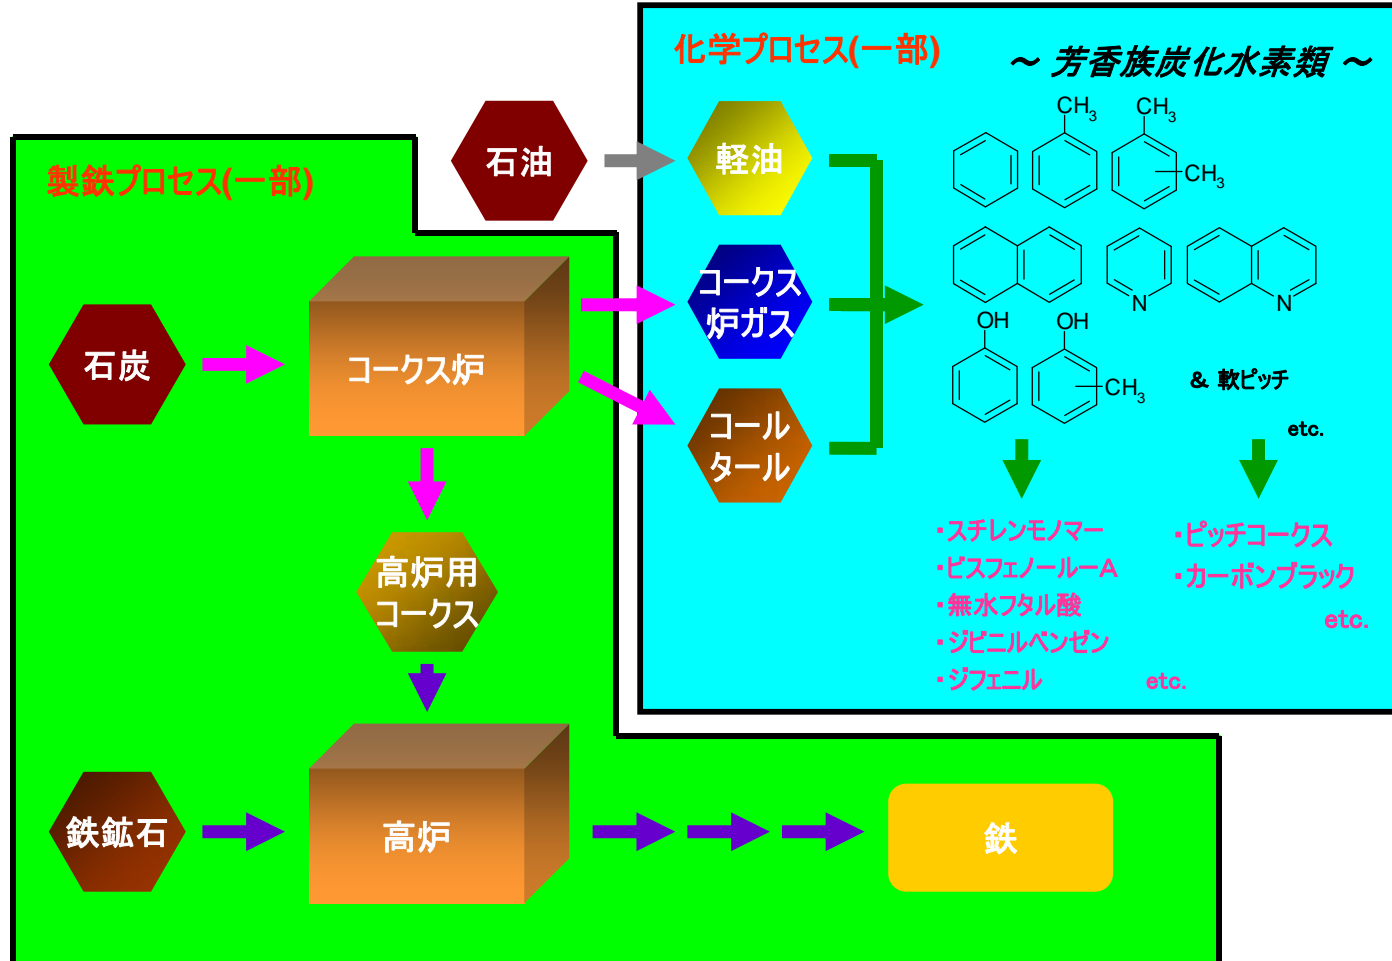 化学プロセス(一部)
～ 芳香族炭化水素類 ～
製鉄プロセス(一部)
石油
軽油
CH3
CH3
CH3
コークス
炉ガス
N
N
石炭
コークス炉
コール
タール
OH
OH
CH3
& 軟ピッチ
etc.
高炉用
コークス
・スチレンモノマー
・ビスフェノールーA
・無水フタル酸
・ジビニルベンゼン
・ジフェニル etc.
・ピッチコークス
・カーボンブラック
etc.
鉄鉱石
高炉
鉄